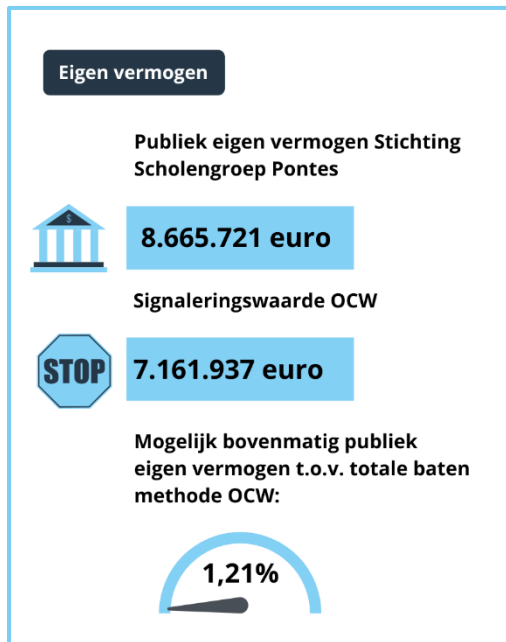 Eigen vermogen
Publiek eigen vermogen Stichting
Scholengroep Pontes
$
8.665.721 euro
Signaleringswaarde OCW
STOP
7.161.937 euro
Mogelijk bovenmatig publiek
eigen vermogen t.o.v. totale baten
methode OCW:
1,21%